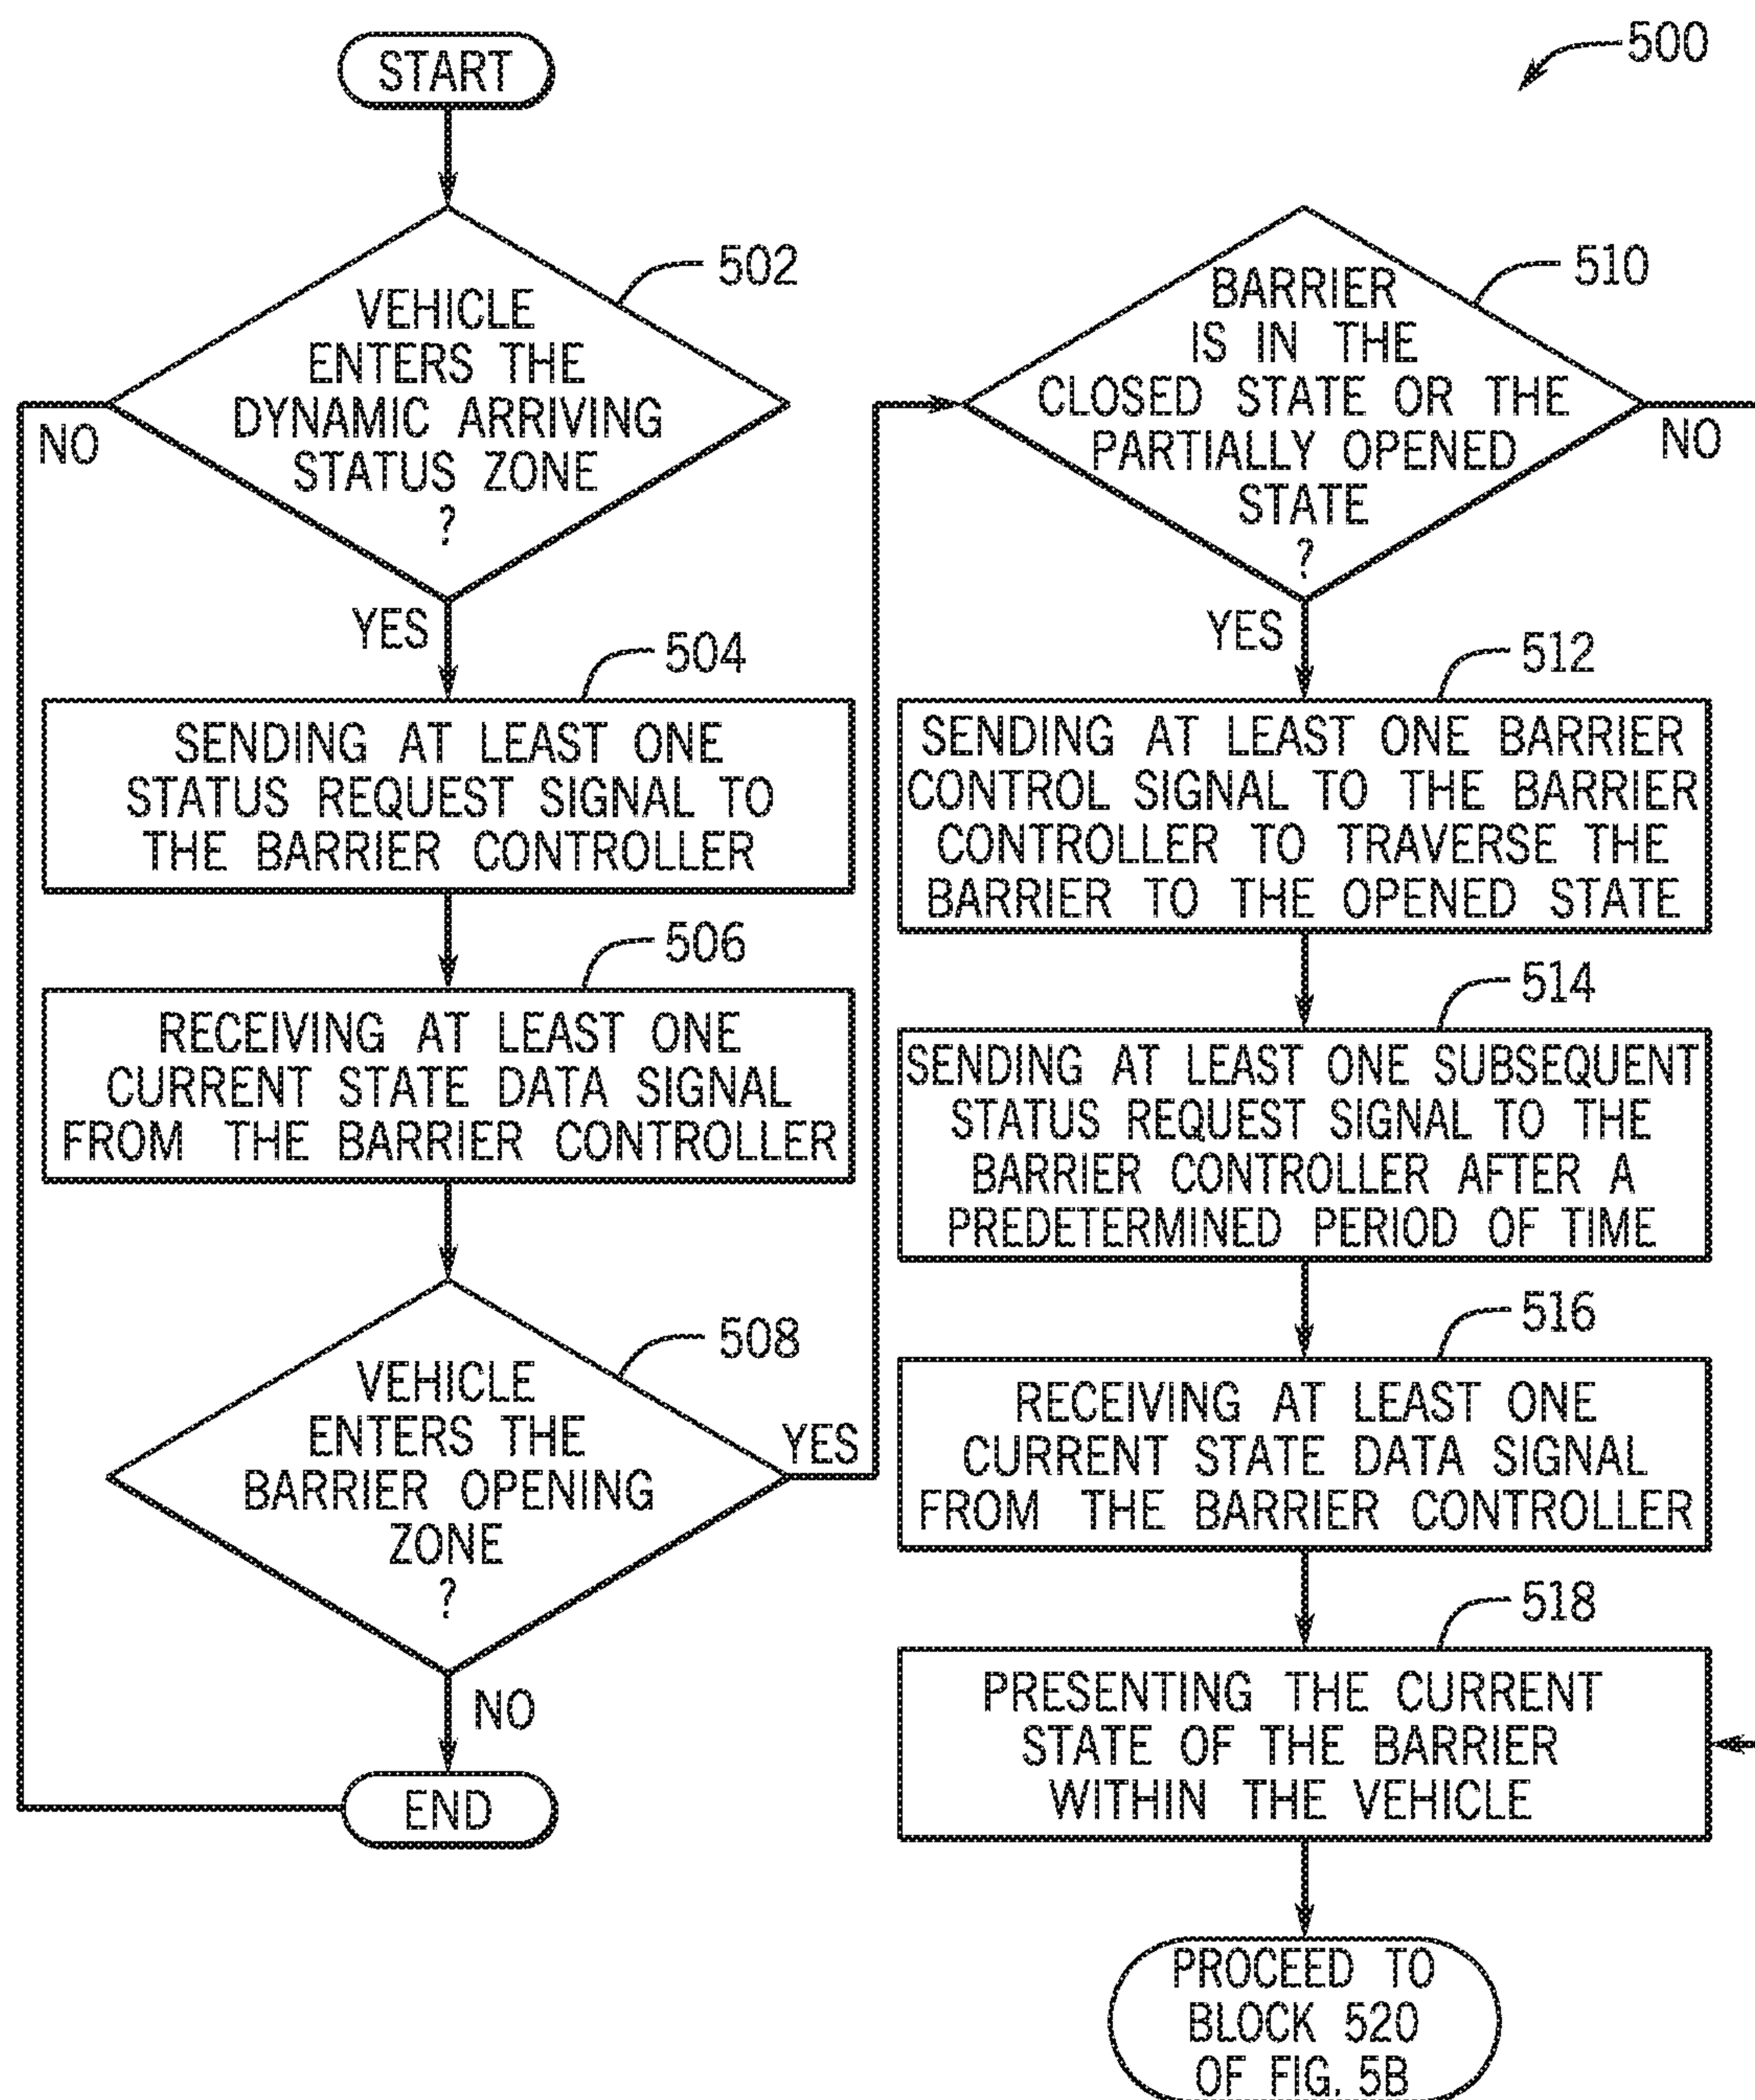 500
START
502
VEHICLE
ENTERS THE
DYNAMIC ARRIVING
STATUS ZONE
?
NO
YES
504
SENDING AT LEAST ONE
STATUS REQUEST SIGNAL TO
THE BARRIER CONTROLLER
506
RECEIVING AT LEAST ONE
CURRENT STATE DATA SIGNAL
FROM THE BARRIER CONTROLLER
508
VEHICLE
ENTERS THE
BARRIER OPENING
ZONE
?
YES
NO
END
510
BARRIER
IS IN THE
CLOSED STATE OR THE
PARTIALLY OPENED
STATE
?
NO
YES
512
SENDING AT LEAST ONE BARRIER
CONTROL SIGNAL TO THE BARRIER
CONTROLLER TO TRAVERSE THE
BARRIER TO THE OPENED STATE
514
SENDING AT LEAST ONE SUBSEQUENT
STATUS REQUEST SIGNAL TO THE
BARRIER CONTROLLER AFTER A
PREDETERMINED PERIOD OF TIME
516
RECEIVING AT LEAST ONE
CURRENT STATE DATA SIGNAL
FROM THE BARRIER CONTROLLER
518
PRESENTING THE CURRENT
STATE OF THE BARRIER
WITHIN THE VEHICLE
PROCEED TO
BLOCK 520
OF FIG. 5B